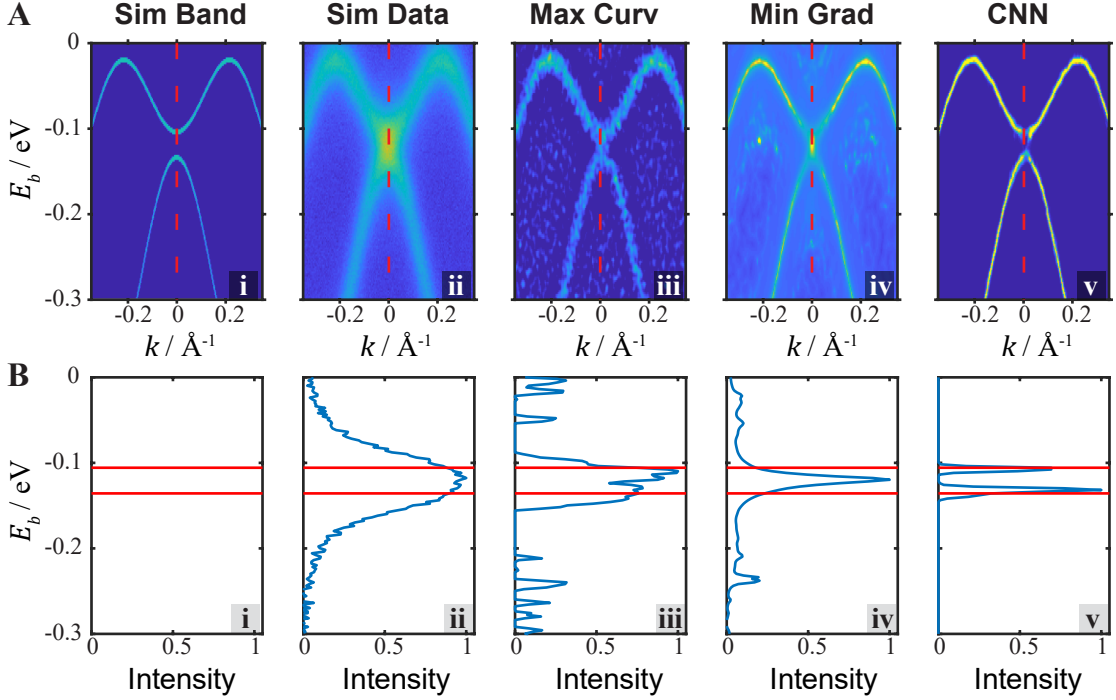 A Sim Band Sim Data Max Curv Min Grad CNN
0
-0.1
-0.2
-0.3
E_b / eV
i ii iii iv v
-0.2 0 0.2 -0.2 0 0.2 -0.2 0 0.2 -0.2 0 0.2 -0.2 0 0.2
k / Å⁻¹ k / Å⁻¹ k / Å⁻¹ k / Å⁻¹ k / Å⁻¹
B
0
-0.1
-0.2
-0.3
E_b / eV
i ii iii iv v
0 0.5 1 0 0.5 1 0 0.5 1 0 0.5 1 0 0.5 1
Intensity Intensity Intensity Intensity Intensity